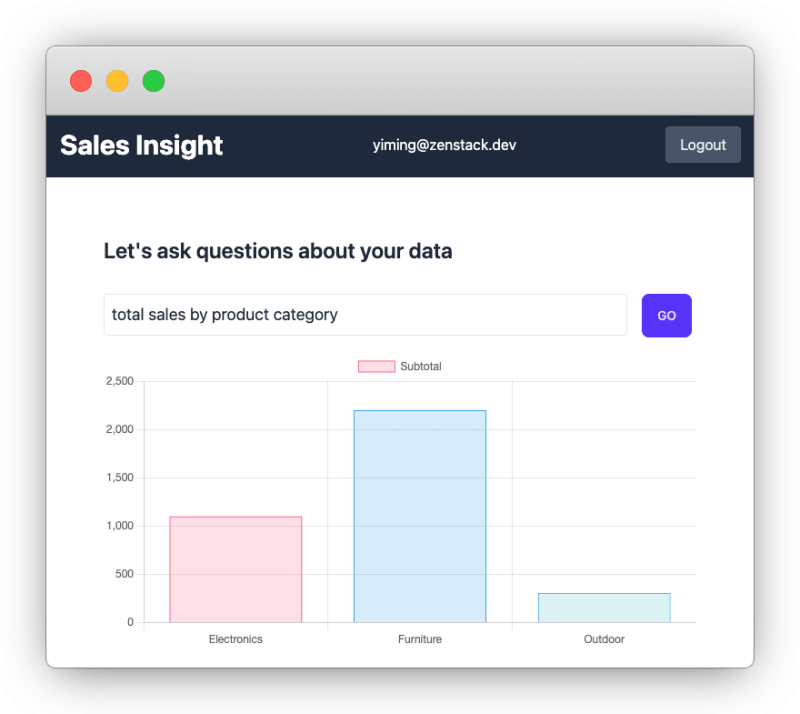 Sales Insight
yiming@zenstack.dev
Logout
Let's ask questions about your data
total sales by product category
GO
Subtotal
2,500
2,000
1,500
1,000
500
0
Electronics
Furniture
Outdoor